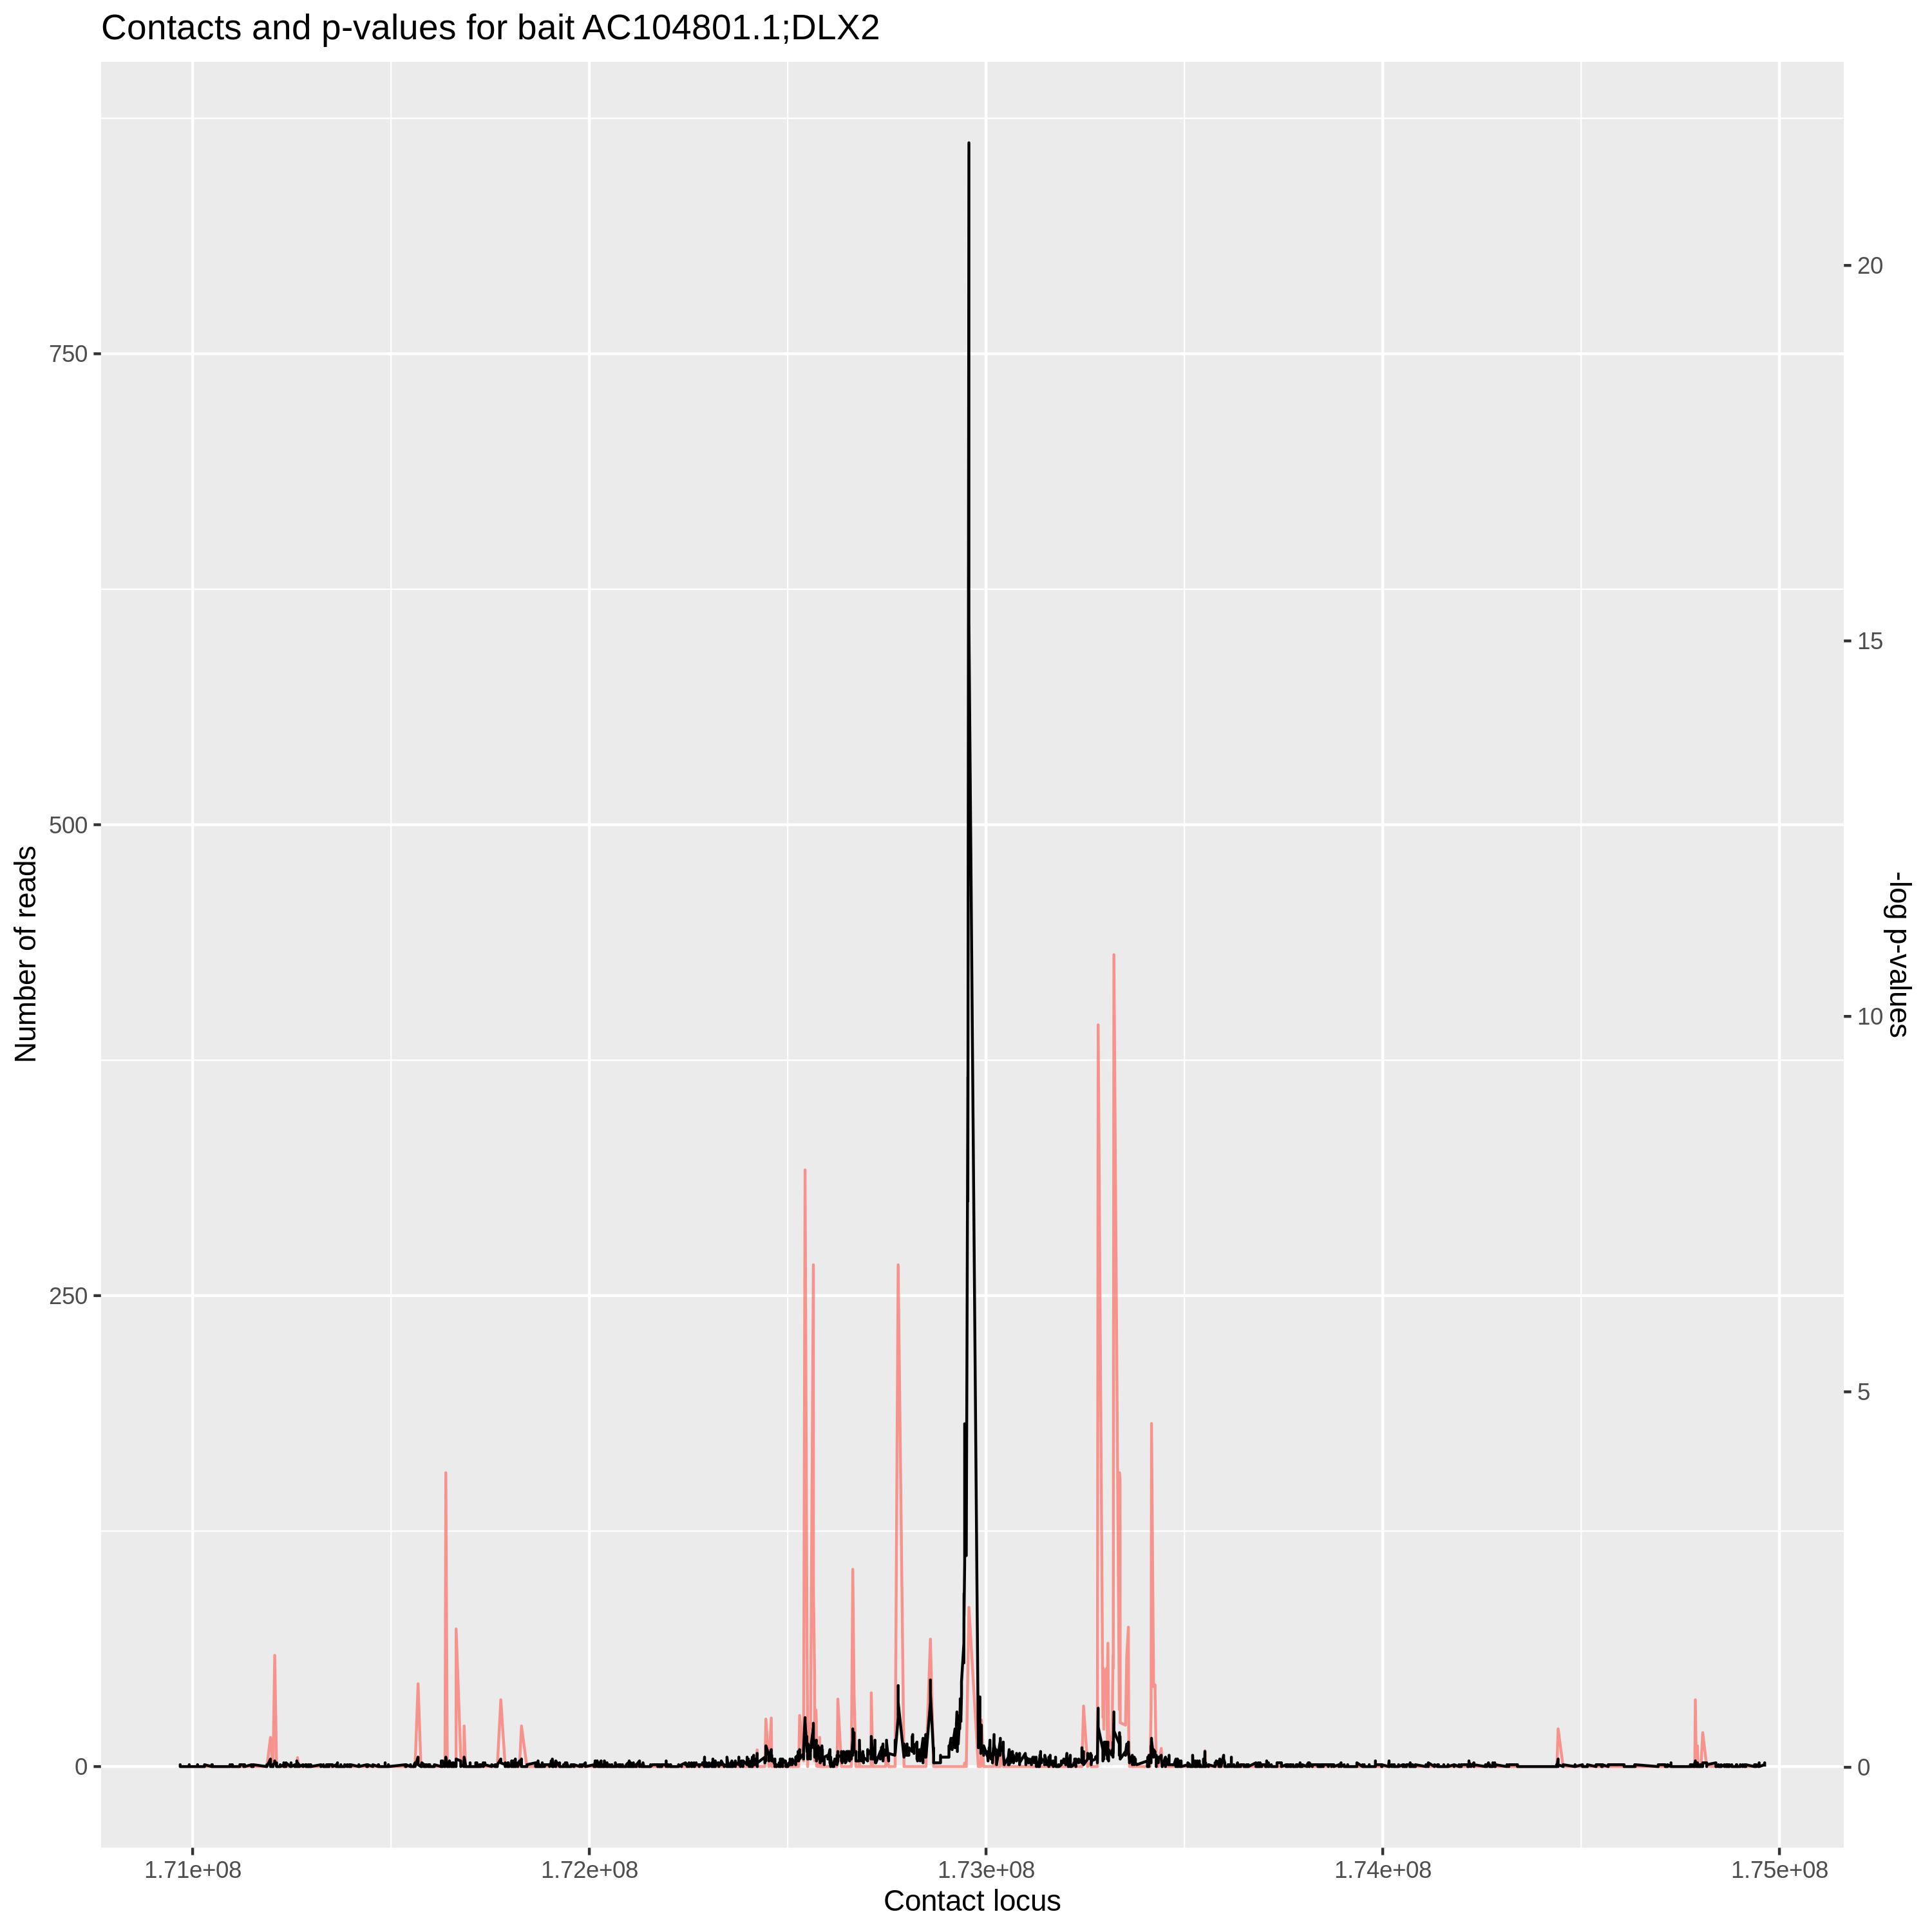 Contacts and p-values for bait AC104801.1;DLX2
Number of reads
750
500
250
0
20
15
10
5
0
-log p-values
1.71e+08
1.72e+08
1.73e+08
1.74e+08
1.75e+08
Contact locus